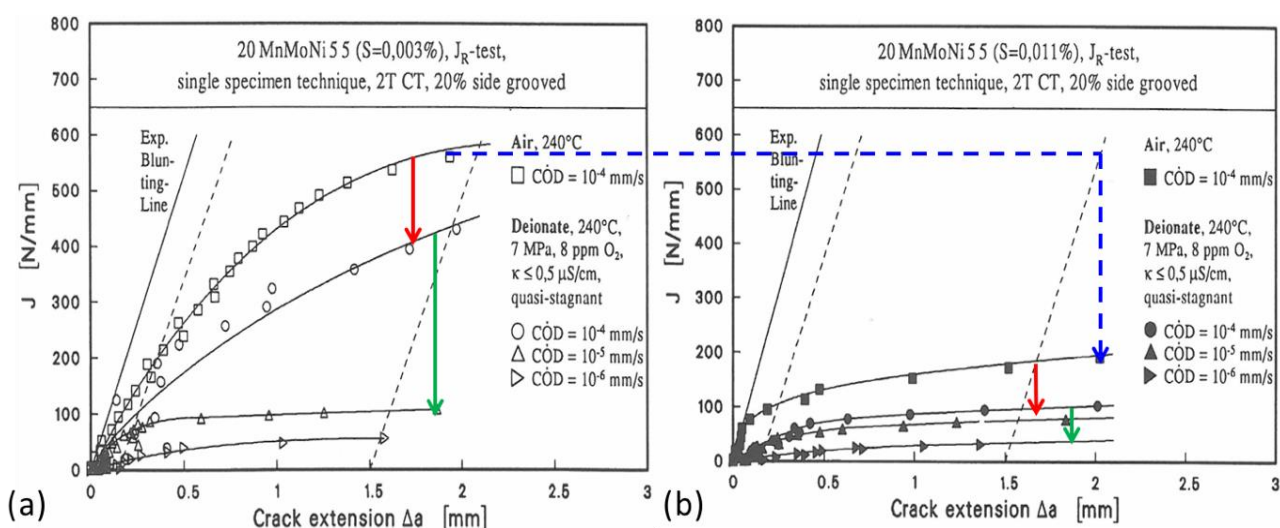 800
700
600
500
400
300
200
100
0
J [N/mm]
20 MnMoNi 5 5 (S=0,003%), J_R-test,
single specimen technique, 2T CT, 20% side grooved
Exp.
Blun-
ting-
Line
Air, 240°C
CȮD = 10⁻⁴ mm/s
Deionate, 240°C,
7 MPa, 8 ppm O₂,
κ ≤ 0,5 µS/cm,
quasi-stagnant
CȮD = 10⁻⁴ mm/s
CȮD = 10⁻⁵ mm/s
CȮD = 10⁻⁶ mm/s
0 0.5 1 1.5 2 2.5 3
Crack extension Δa [mm]
(a)
800
700
600
500
400
300
200
100
0
J [N/mm]
20 MnMoNi 5 5 (S=0,011%), J_R-test,
single specimen technique, 2T CT, 20% side grooved
Exp.
Blun-
ting-
Line
Air, 240°C
CȮD = 10⁻⁴ mm/s
Deionate, 240°C,
7 MPa, 8 ppm O₂,
κ ≤ 0,5 µS/cm,
quasi-stagnant
CȮD = 10⁻⁴ mm/s
CȮD = 10⁻⁵ mm/s
CȮD = 10⁻⁶ mm/s
0 0.5 1 1.5 2 2.5 3
Crack extension Δa [mm]
(b)